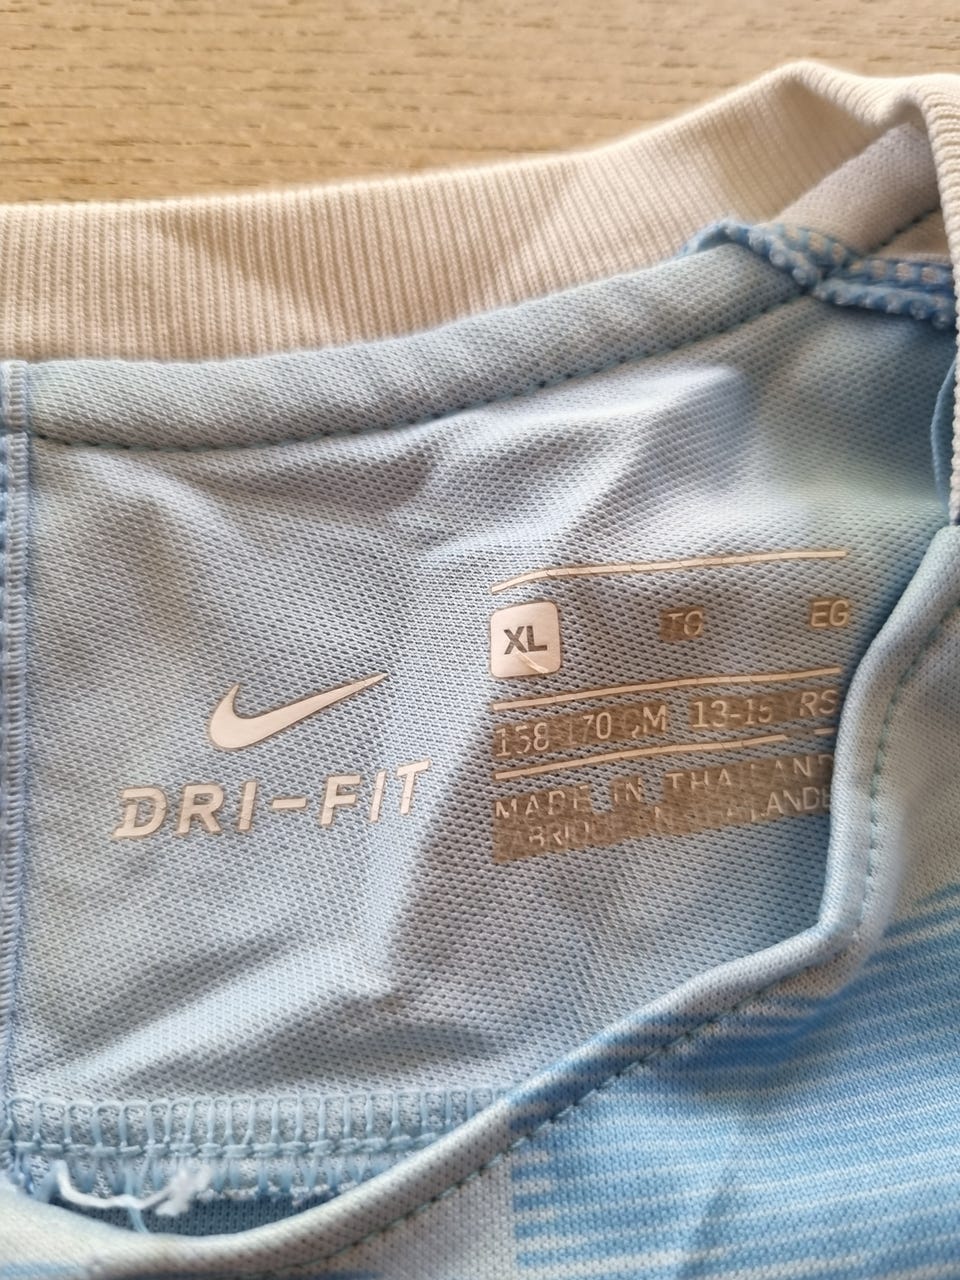 DRI-FIT
XL TG EG
158-170 CM 13-15 YRS
MADE IN THAILAND